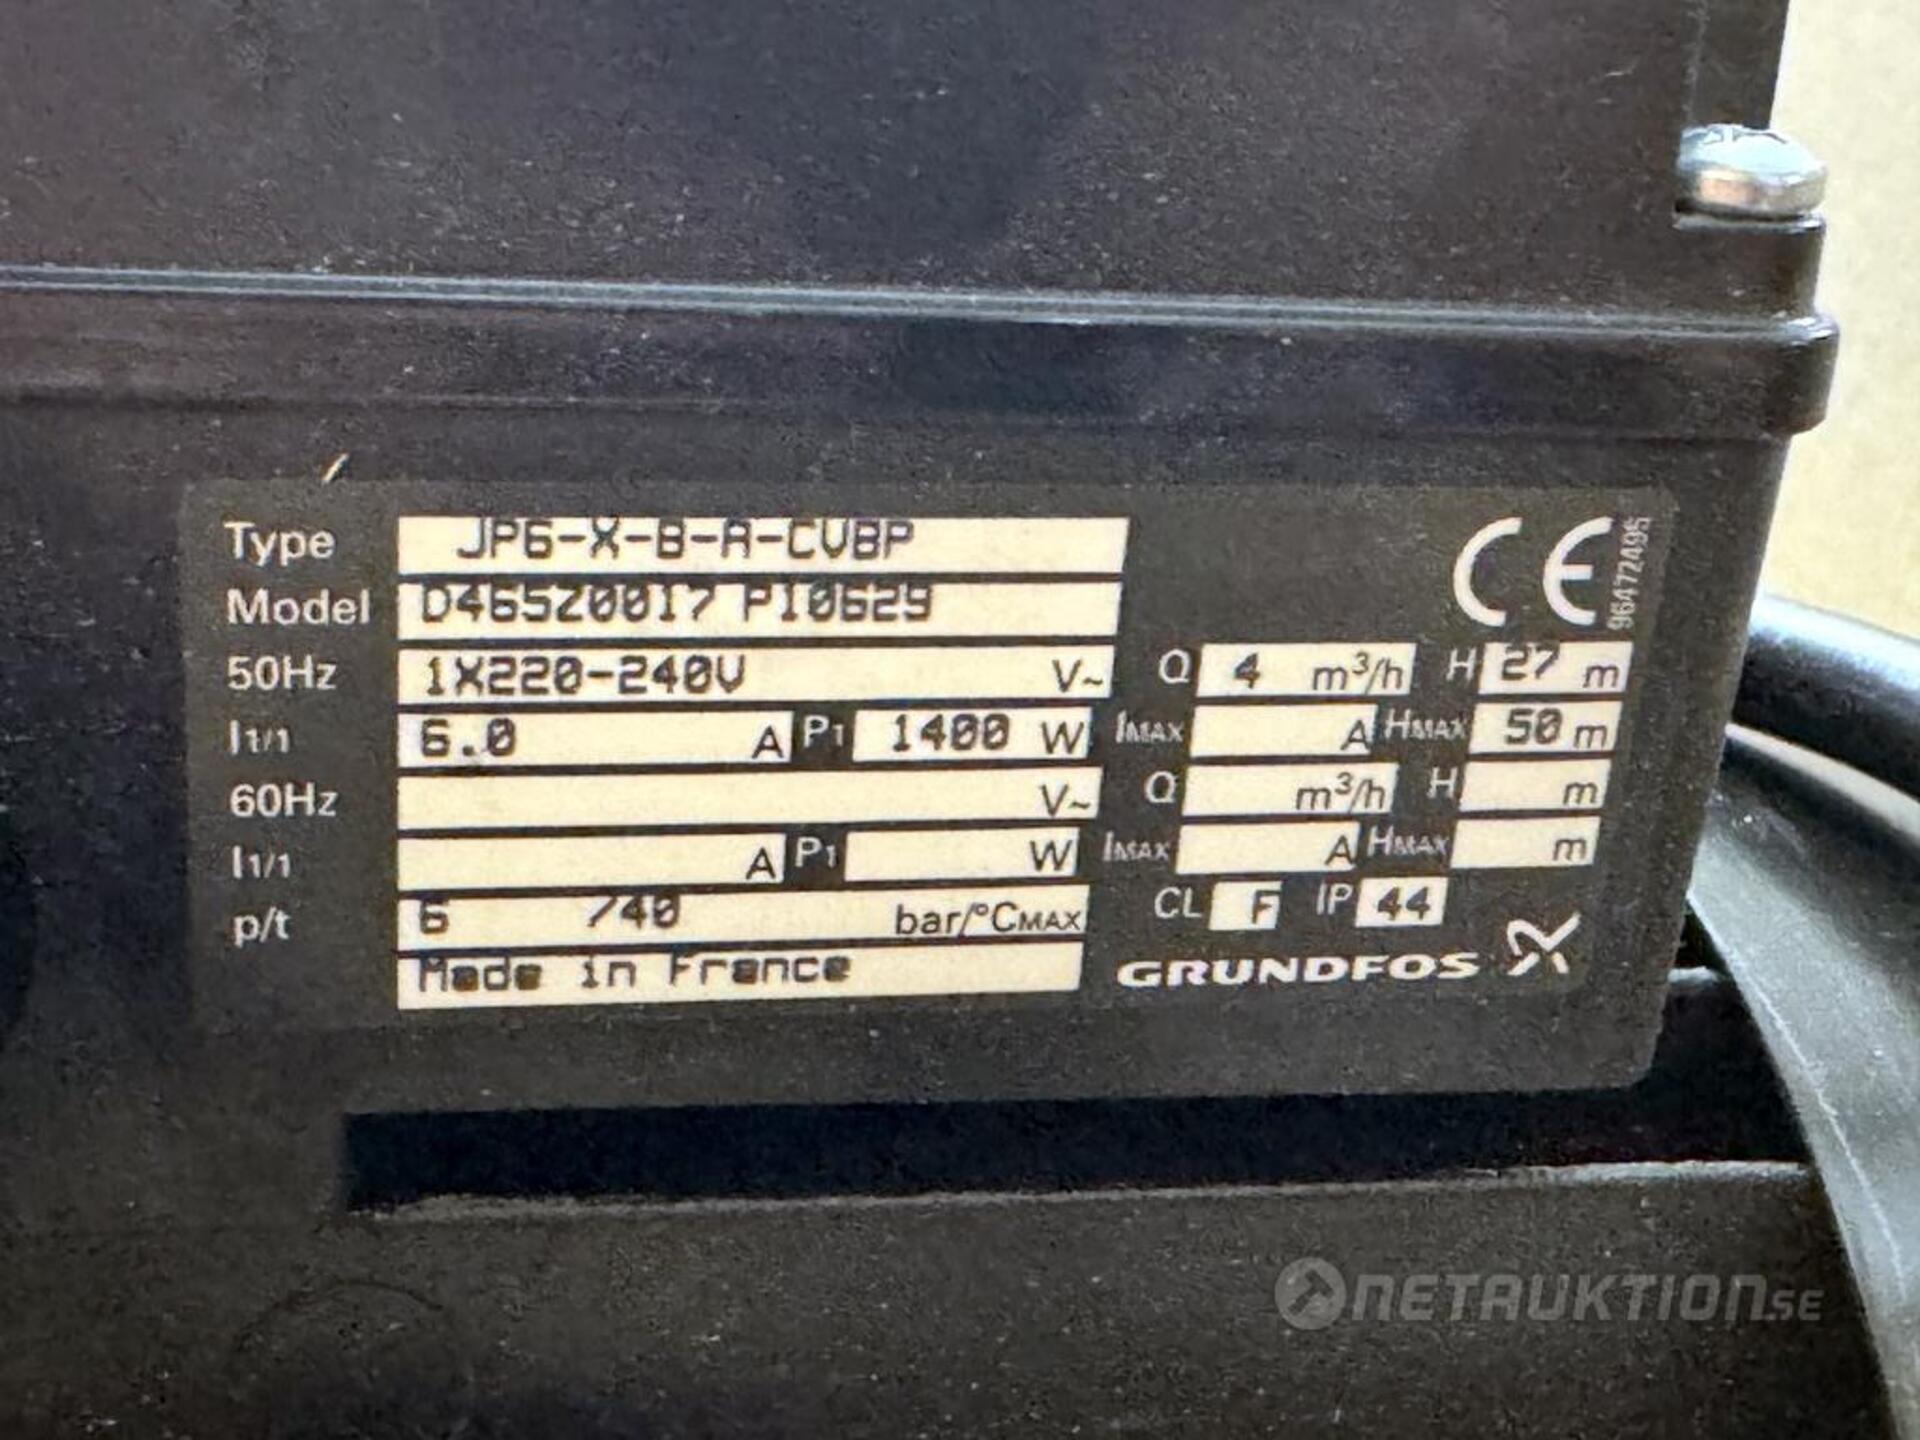 Type JP6-X-B-A-CVBP
CE 96472495
Model D465Z0017 P10629
50Hz 1X220-240V V~ Q 4 m³/h H 27 m
I1/1 6.0 A P1 1400 W IMAX A HMAX 50 m
60Hz V~ Q m³/h H m
I1/1 A P1 W IMAX A HMAX m
p/t 6 /40 bar/°CMAX CL F IP 44
Made in France GRUNDFOS
NETAUKTION.SE